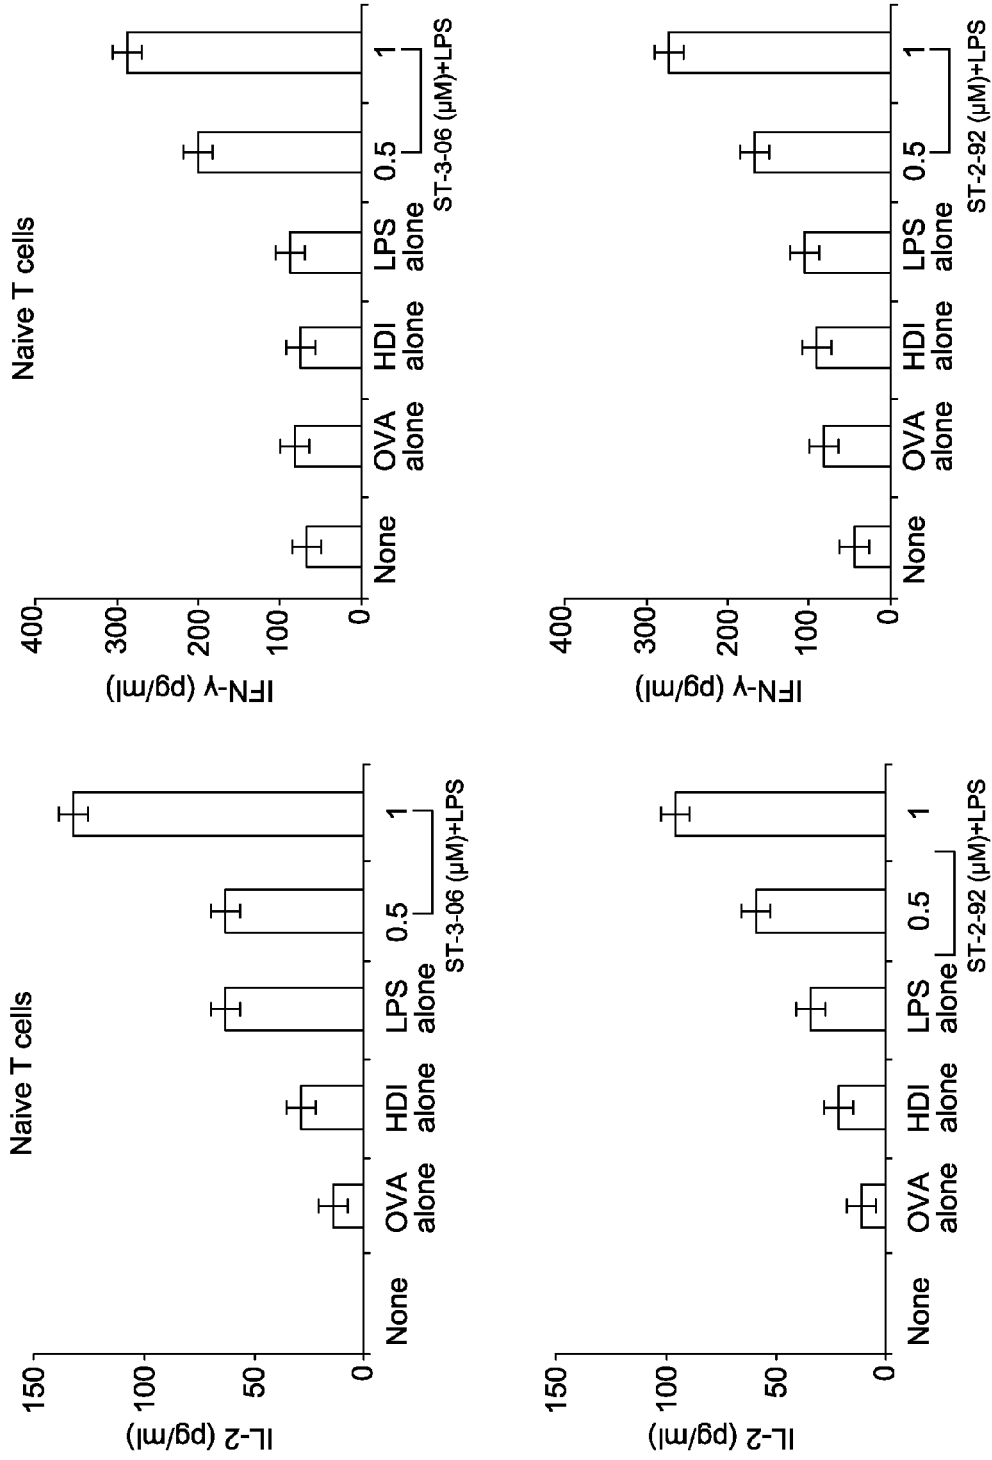 Naive T cells
IL-2 (pg/ml)
150
100
50
0
None
OVA
alone
HDI
alone
LPS
alone
0.5
1
ST-3-06 (µM)+LPS
Naive T cells
IFN-γ (pg/ml)
400
300
200
100
0
None
OVA
alone
HDI
alone
LPS
alone
0.5
1
ST-3-06 (µM)+LPS
IL-2 (pg/ml)
150
100
50
0
None
OVA
alone
HDI
alone
LPS
alone
0.5
1
ST-2-92 (µM)+LPS
IFN-γ (pg/ml)
400
300
200
100
0
None
OVA
alone
HDI
alone
LPS
alone
0.5
1
ST-2-92 (µM)+LPS